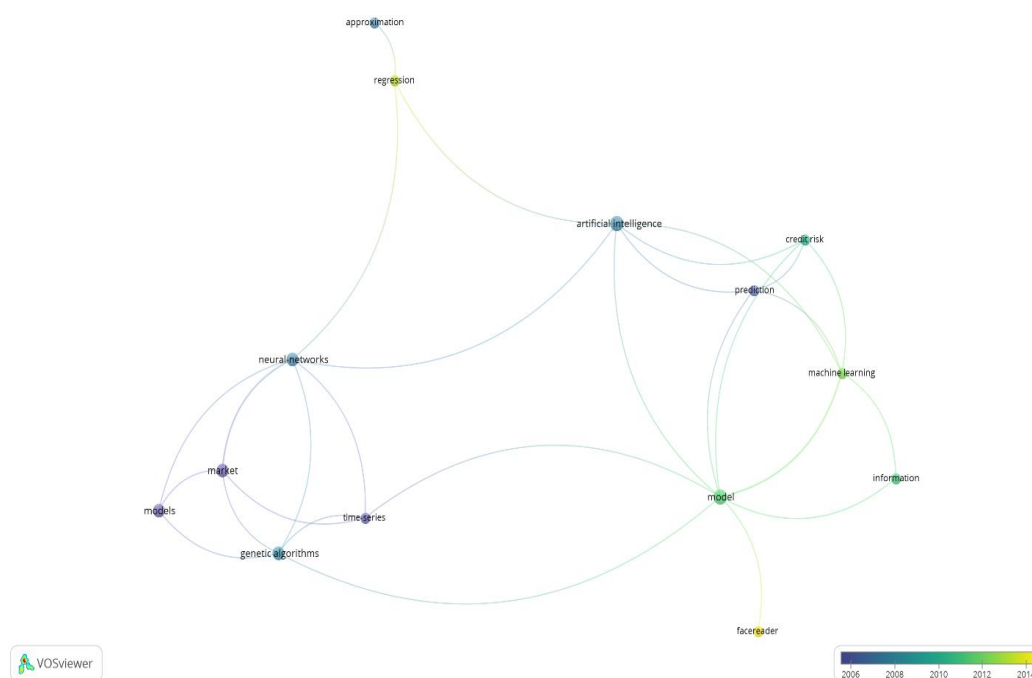 approximation
regression
artificial intelligence
credit risk
prediction
neural-networks
machine learning
market
information
model
models
time-series
genetic algorithms
facereader
VOSviewer
2006 2008 2010 2012 2014